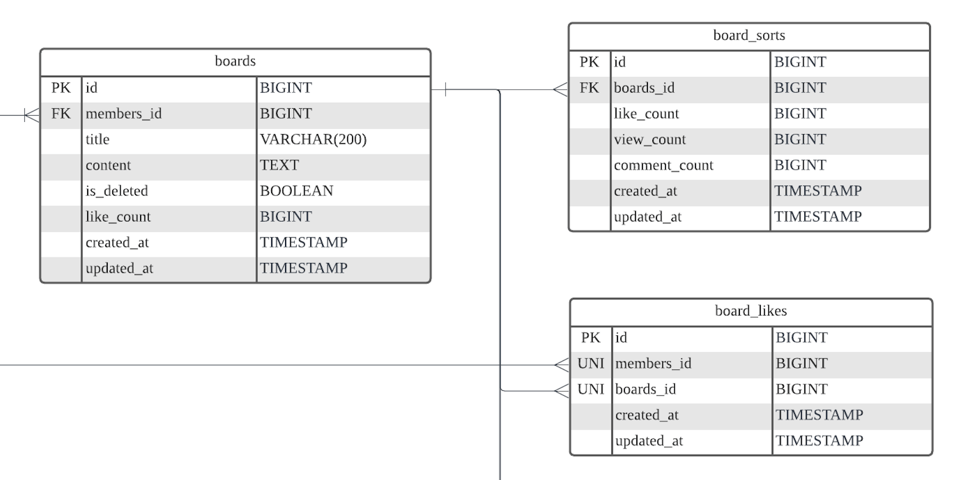 boards
PK id BIGINT
FK members_id BIGINT
title VARCHAR(200)
content TEXT
is_deleted BOOLEAN
like_count BIGINT
created_at TIMESTAMP
updated_at TIMESTAMP
board_sorts
PK id BIGINT
FK boards_id BIGINT
like_count BIGINT
view_count BIGINT
comment_count BIGINT
created_at TIMESTAMP
updated_at TIMESTAMP
board_likes
PK id BIGINT
UNI members_id BIGINT
UNI boards_id BIGINT
created_at TIMESTAMP
updated_at TIMESTAMP